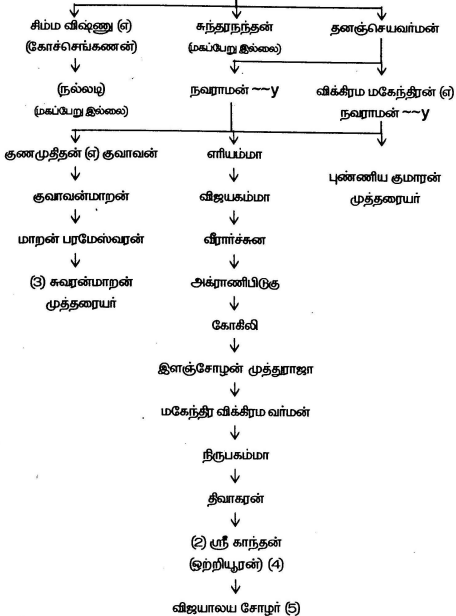 சிம்ம விஷ்ணு (எ) சுந்தரநந்தன் தனஞ்செயவர்மன்
(கோச்செங்கணன்) (மகப்பேறு இல்லை)
(நல்லடி) நவராமன் ~~y விக்கிரம மகேந்திரன் (எ)
(மகப்பேறு இல்லை) நவராமன் ~~y
குணமுதிதன் (எ) குவாவன் எரியம்மா
புண்ணிய குமாரன்
குவாவன்மாறன் விஜயகம்மா முத்தரையர்
மாறன் பரமேஸ்வரன் வீரார்ச்சுன
(3) சுவரன்மாறன் அக்ராணிபிடுகு
முத்தரையர்
கோகிலி
இளஞ்சோழன் முத்துராஜா
மகேந்திர விக்கிரம வர்மன்
நிருபகம்மா
திவாகரன்
(2) ஸ்ரீ காந்தன்
(ஒற்றியூரன்) (4)
விஜயாலய சோழர் (5)